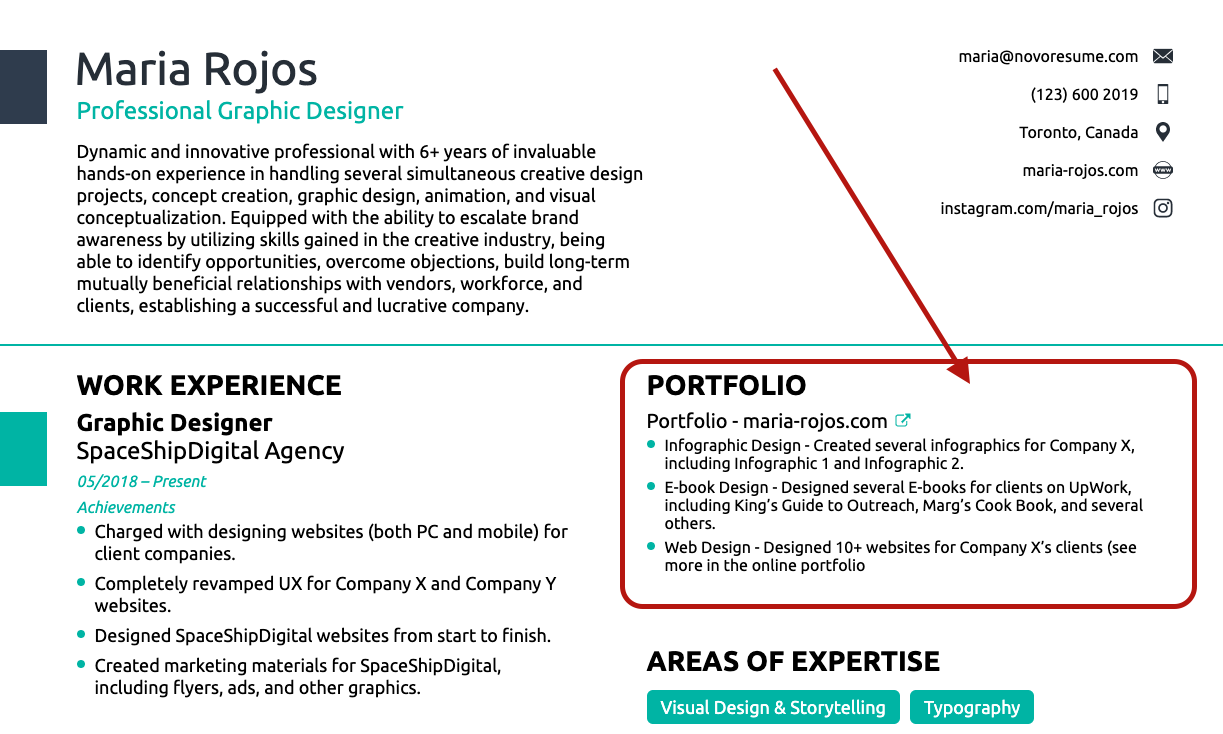 Maria Rojos
Professional Graphic Designer
Dynamic and innovative professional with 6+ years of invaluable
hands-on experience in handling several simultaneous creative design
projects, concept creation, graphic design, animation, and visual
conceptualization. Equipped with the ability to escalate brand
awareness by utilizing skills gained in the creative industry, being
able to identify opportunities, overcome objections, build long-term
mutually beneficial relationships with vendors, workforce, and
clients, establishing a successful and lucrative company.
maria@novoresume.com
(123) 600 2019
Toronto, Canada
maria-rojos.com
www
instagram.com/maria_rojos
WORK EXPERIENCE
Graphic Designer
SpaceShipDigital Agency
05/2018 – Present
Achievements
Charged with designing websites (both PC and mobile) for
client companies.
Completely revamped UX for Company X and Company Y
websites.
Designed SpaceShipDigital websites from start to finish.
Created marketing materials for SpaceShipDigital,
including flyers, ads, and other graphics.
PORTFOLIO
Portfolio - maria-rojos.com
Infographic Design - Created several infographics for Company X,
including Infographic 1 and Infographic 2.
E-book Design - Designed several E-books for clients on UpWork,
including King’s Guide to Outreach, Marg’s Cook Book, and several
others.
Web Design - Designed 10+ websites for Company X’s clients (see
more in the online portfolio
AREAS OF EXPERTISE
Visual Design & Storytelling
Typography